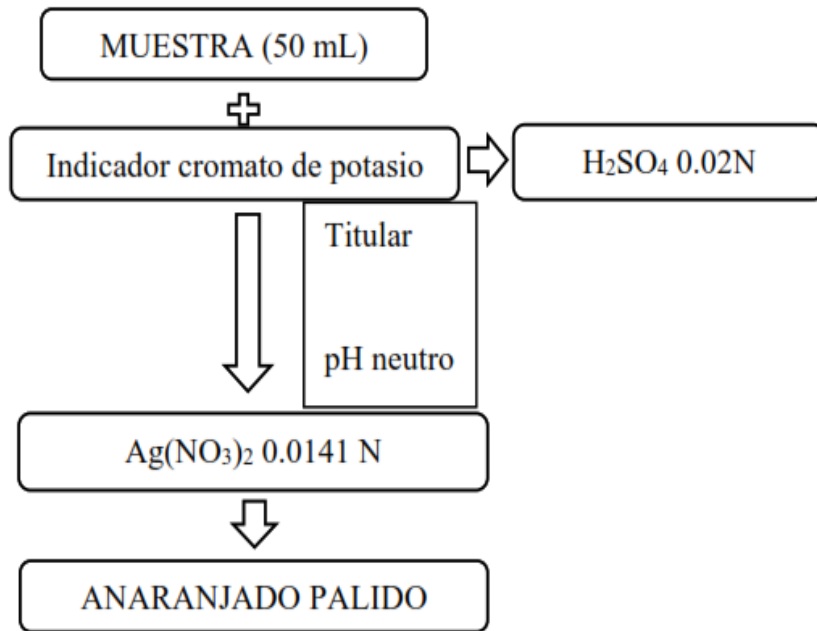 MUESTRA (50 mL)
Indicador cromato de potasio
H₂SO₄ 0.02N
Titular
pH neutro
Ag(NO₃)₂ 0.0141 N
ANARANJADO PALIDO